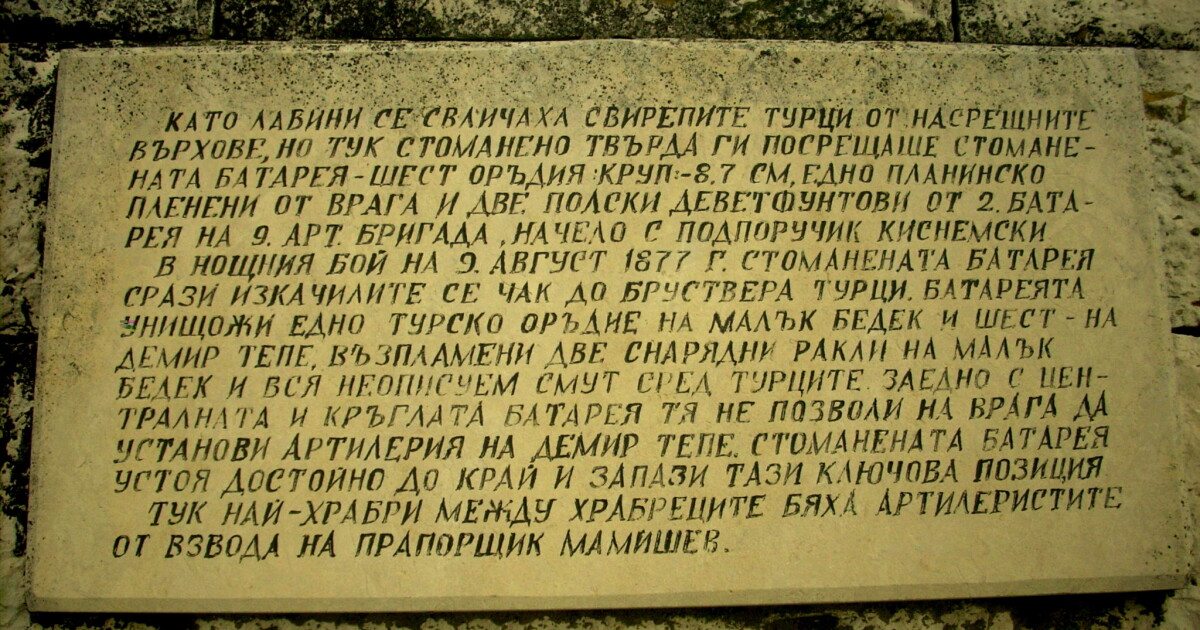 КАТО ЛАВИНИ СЕ СВЛИЧАХА СВИРЕПИТЕ ТУРЦИ ОТ НАСРЕЩНИТЕ
ВЪРХОВЕ, НО ТУК СТОМАНЕНО ТВЪРДА ГИ ПОСРЕЩАШЕ СТОМАНЕ-
НАТА БАТАРЕЯ - ШЕСТ ОРЪДИЯ :КРУП:-8.7 СМ, ЕДНО ПЛАНИНСКО
ПЛЕНЕНИ ОТ ВРАГА И ДВЕ ПОЛСКИ ДЕВЕТФУНТОВИ ОТ 2. БАТА-
РЕЯ НА 9. АРТ. БРИГАДА , НАЧЕЛО С ПОДПОРУЧИК КИСНЕМСКИ
В НОЩНИЯ БОЙ НА 9. АВГУСТ 1877 Г. СТОМАНЕНАТА БАТАРЕЯ
СРАЗИ ИЗКАЧИЛИТЕ СЕ ЧАК ДО БРУСТВЕРА ТУРЦИ. БАТАРЕЯТА
УНИЩОЖИ ЕДНО ТУРСКО ОРЪДИЕ НА МАЛЪК БЕДЕК И ШЕСТ - НА
ДЕМИР ТЕПЕ, ВЪЗПЛАМЕНИ ДВЕ СНАРЯДНИ РАКЛИ НА МАЛЪК
БЕДЕК И ВСЯ НЕОПИСУЕМ СМУТ СРЕД ТУРЦИТЕ. ЗАЕДНО С ЦЕН-
ТРАЛНАТА И КРЪГЛАТА БАТАРЕЯ ТЯ НЕ ПОЗВОЛИ НА ВРАГА ДА
УСТАНОВИ АРТИЛЕРИЯ НА ДЕМИР ТЕПЕ. СТОМАНЕНАТА БАТАРЕЯ
УСТОЯ ДОСТОЙНО ДО КРАЙ И ЗАПАЗИ ТАЗИ КЛЮЧОВА ПОЗИЦИЯ
ТУК НАЙ-ХРАБРИ МЕЖДУ ХРАБРЕЦИТЕ БЯХА АРТИЛЕРИСТИТЕ
ОТ ВЗВОДА НА ПРАПОРЩИК МАМИШЕВ.